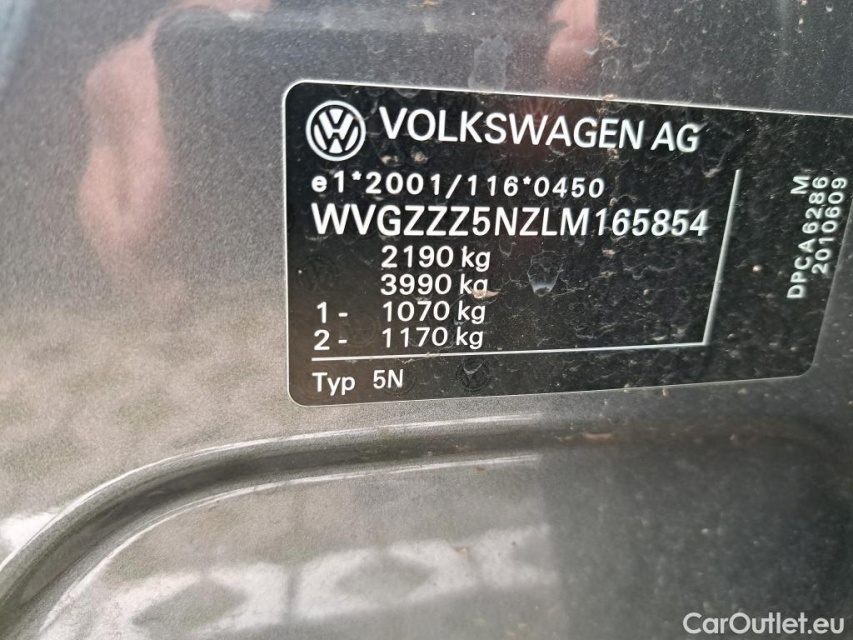 VOLKSWAGEN AG
e1*2001/116*0450
WVGZZZ5NZLM165854
2190 kg
3990 kg
1- 1070 kg
2- 1170 kg
Typ 5N
M
DPCA6286
2010609
CarOutlet.eu